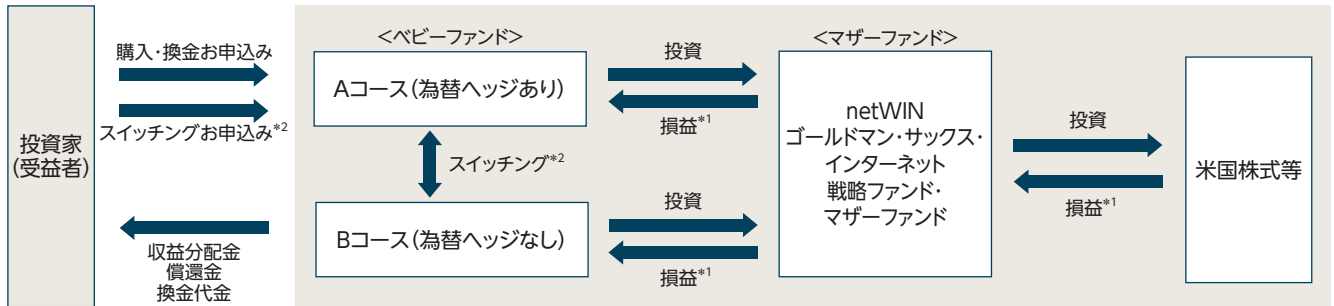 投資家
(受益者)
購入・換金お申込み
スイッチングお申込み*2
収益分配金
償還金
換金代金
<ベビーファンド>
Aコース(為替ヘッジあり)
スイッチング*2
Bコース(為替ヘッジなし)
投資
損益*1
投資
損益*1
<マザーファンド>
netWIN
ゴールドマン・サックス・
インターネット
戦略ファンド・
マザーファンド
投資
損益*1
米国株式等